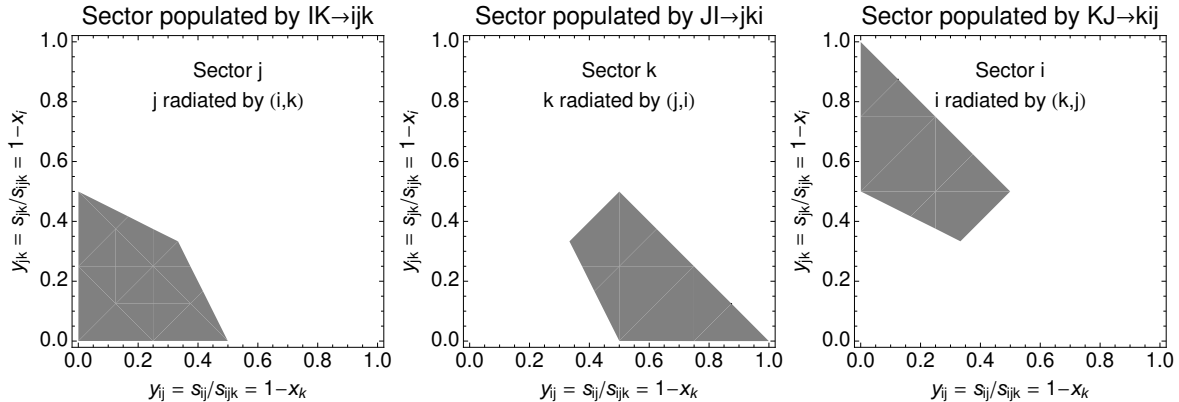 Sector populated by IK→ijk
1.0
0.8
0.6
0.4
0.2
0.0
y_jk = s_jk/s_ijk = 1−x_i
Sector j
j radiated by (i,k)
0.0 0.2 0.4 0.6 0.8 1.0
y_ij = s_ij/s_ijk = 1−x_k
Sector populated by JI→jki
1.0
0.8
0.6
0.4
0.2
0.0
y_jk = s_jk/s_ijk = 1−x_i
Sector k
k radiated by (j,i)
0.0 0.2 0.4 0.6 0.8 1.0
y_ij = s_ij/s_ijk = 1−x_k
Sector populated by KJ→kij
1.0
0.8
0.6
0.4
0.2
0.0
y_jk = s_jk/s_ijk = 1−x_i
Sector i
i radiated by (k,j)
0.0 0.2 0.4 0.6 0.8 1.0
y_ij = s_ij/s_ijk = 1−x_k